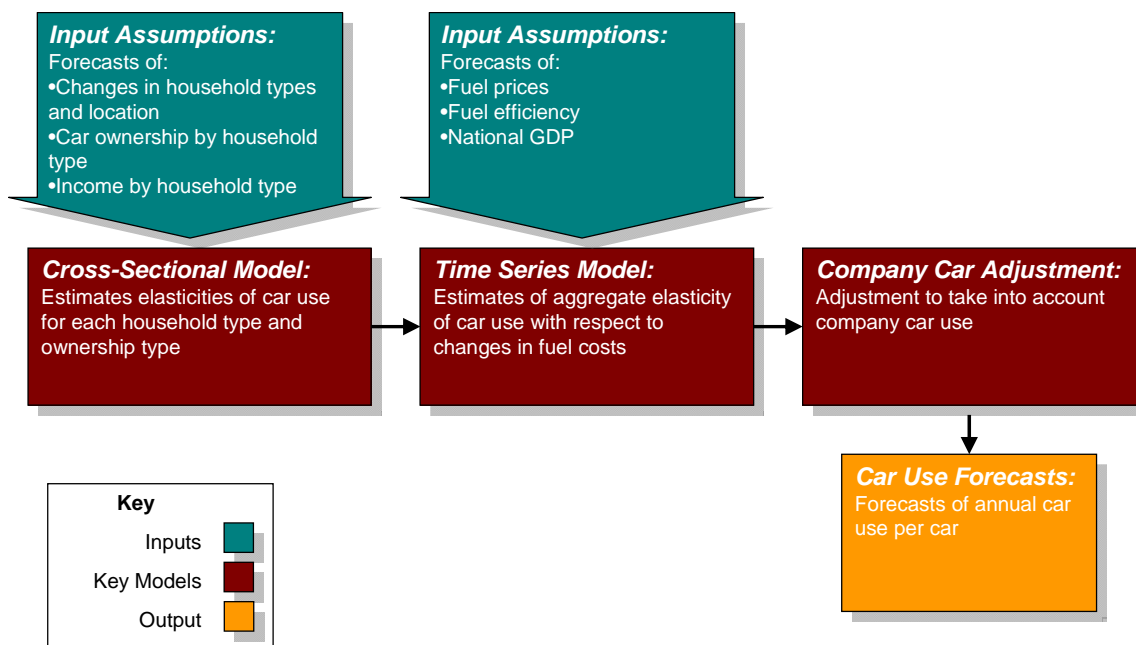 Input Assumptions:
Forecasts of:
•Changes in household types
and location
•Car ownership by household
type
•Income by household type
Input Assumptions:
Forecasts of:
•Fuel prices
•Fuel efficiency
•National GDP
Cross-Sectional Model:
Estimates elasticities of car use
for each household type and
ownership type
Time Series Model:
Estimates of aggregate elasticity
of car use with respect to
changes in fuel costs
Company Car Adjustment:
Adjustment to take into account
company car use
Car Use Forecasts:
Forecasts of annual car
use per car
Key
Inputs
Key Models
Output